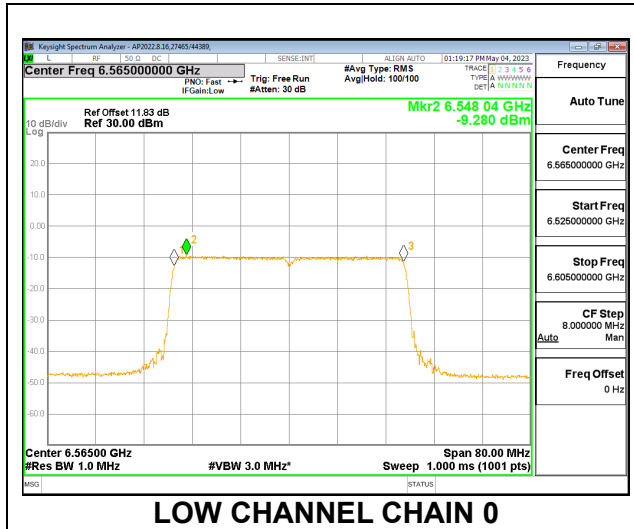 Keysight Spectrum Analyzer - AP2022.8.16,27465/44389,
L RF 50 Ω DC SENSE:INT ALIGN AUTO 01:19:17 PM May 04, 2023
Center Freq 6.565000000 GHz
PNO: Fast
IFGain:Low
Trig: Free Run
#Atten: 30 dB
#Avg Type: RMS
Avg|Hold: 100/100
TRACE 1 2 3 4 5 6
TYPE A WWWWW
DET A N N N N N
Frequency
Auto Tune
Center Freq
6.565000000 GHz
Start Freq
6.525000000 GHz
Stop Freq
6.605000000 GHz
CF Step
8.000000 MHz
Auto Man
Freq Offset
0 Hz
Mkr2 6.548 04 GHz
-9.280 dBm
Ref Offset 11.83 dB
10 dB/div Ref 30.00 dBm
Log
20.0
10.0
0.00
-10.0
-20.0
-30.0
-40.0
-50.0
-60.0
2
3
Center 6.56500 GHz Span 80.00 MHz
#Res BW 1.0 MHz #VBW 3.0 MHz* Sweep 1.000 ms (1001 pts)
MSG STATUS
LOW CHANNEL CHAIN 0